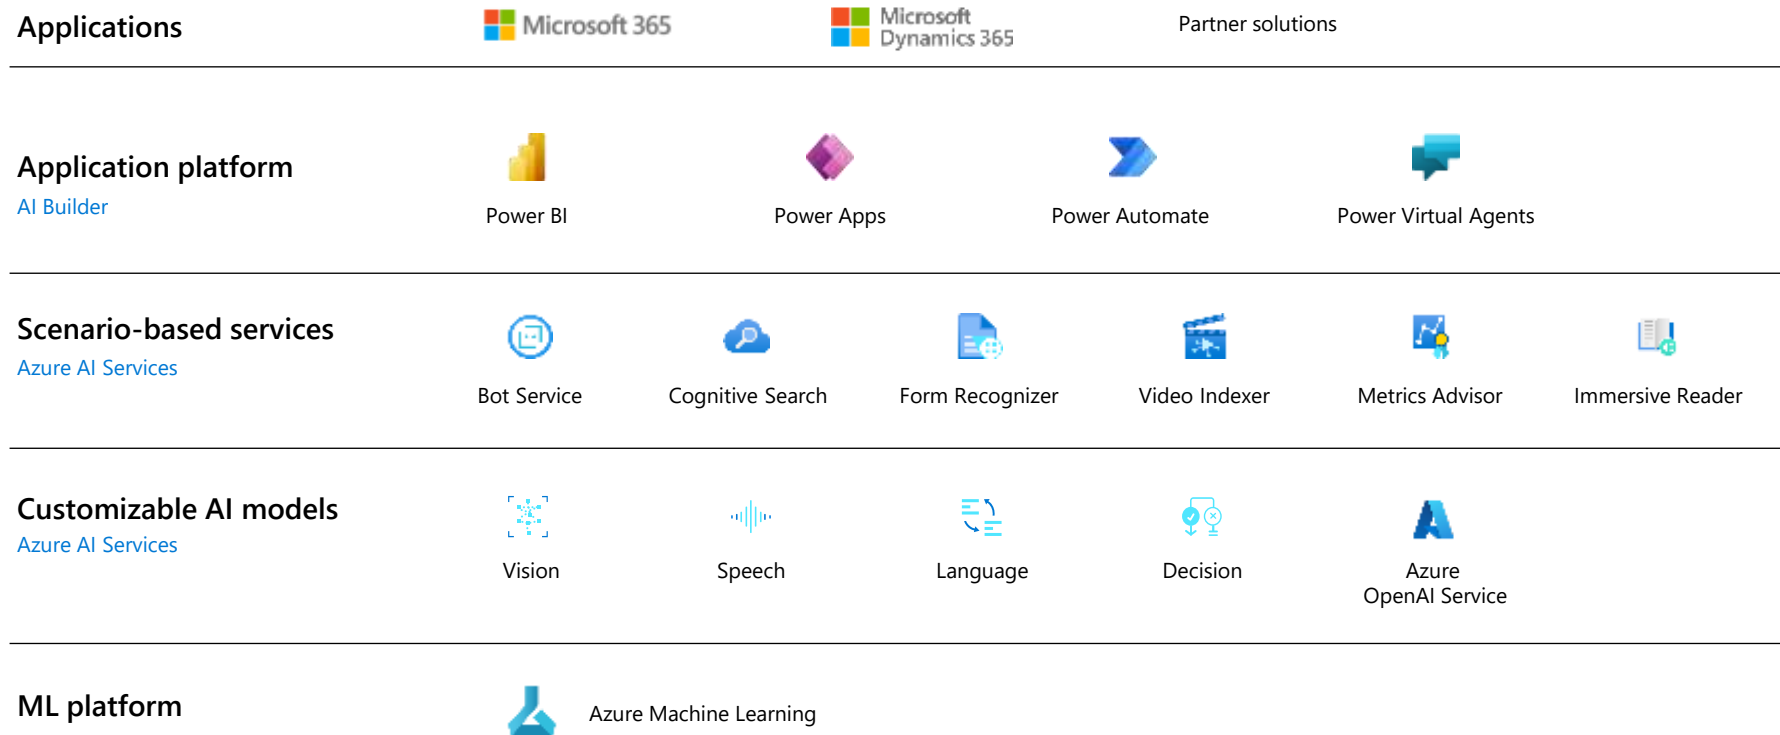 Applications
Microsoft 365
Microsoft
Dynamics 365
Partner solutions
Application platform
AI Builder
Power BI
Power Apps
Power Automate
Power Virtual Agents
Scenario-based services
Azure AI Services
Bot Service
Cognitive Search
Form Recognizer
Video Indexer
Metrics Advisor
Immersive Reader
Customizable AI models
Azure AI Services
Vision
Speech
Language
Decision
Azure
OpenAI Service
ML platform
Azure Machine Learning